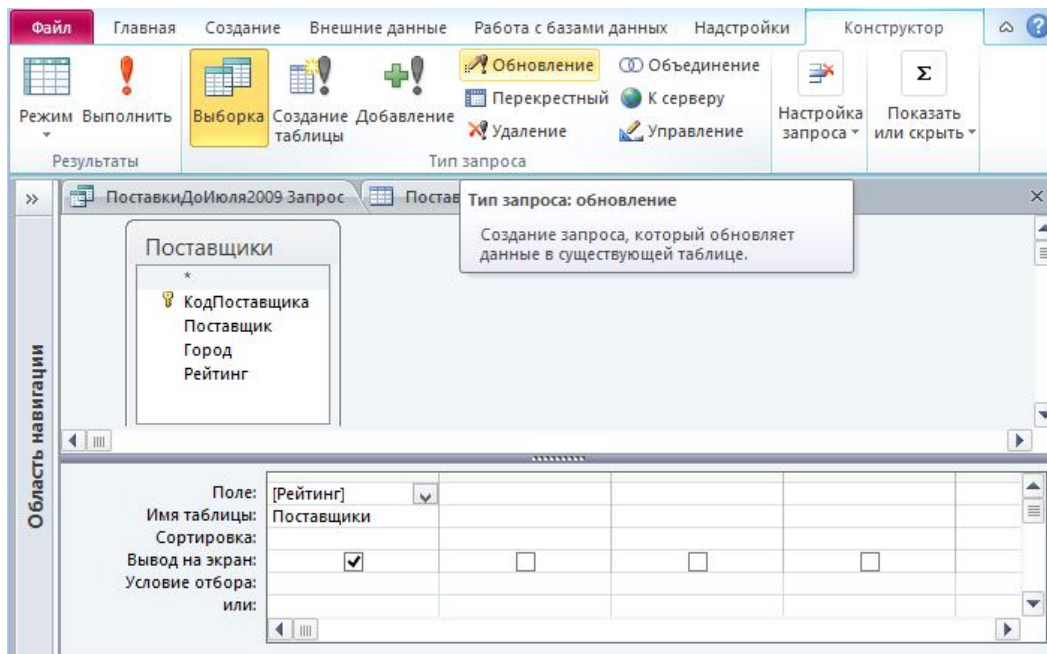 Файл Главная Создание Внешние данные Работа с базами данных Надстройки Конструктор
Режим Выполнить
Результаты
Выборка Создание таблицы Добавление
Обновление
Перекрестный
Удаление
Объединение
К серверу
Управление
Тип запроса
Настройка запроса
Показать или скрыть
ПоставкиДоИюля2009 Запрос
Постав
Тип запроса: обновление
Создание запроса, который обновляет
данные в существующей таблице.
Область навигации
Поставщики
*
КодПоставщика
Поставщик
Город
Рейтинг
Поле: [Рейтинг]
Имя таблицы: Поставщики
Сортировка:
Вывод на экран:
Условие отбора:
или: